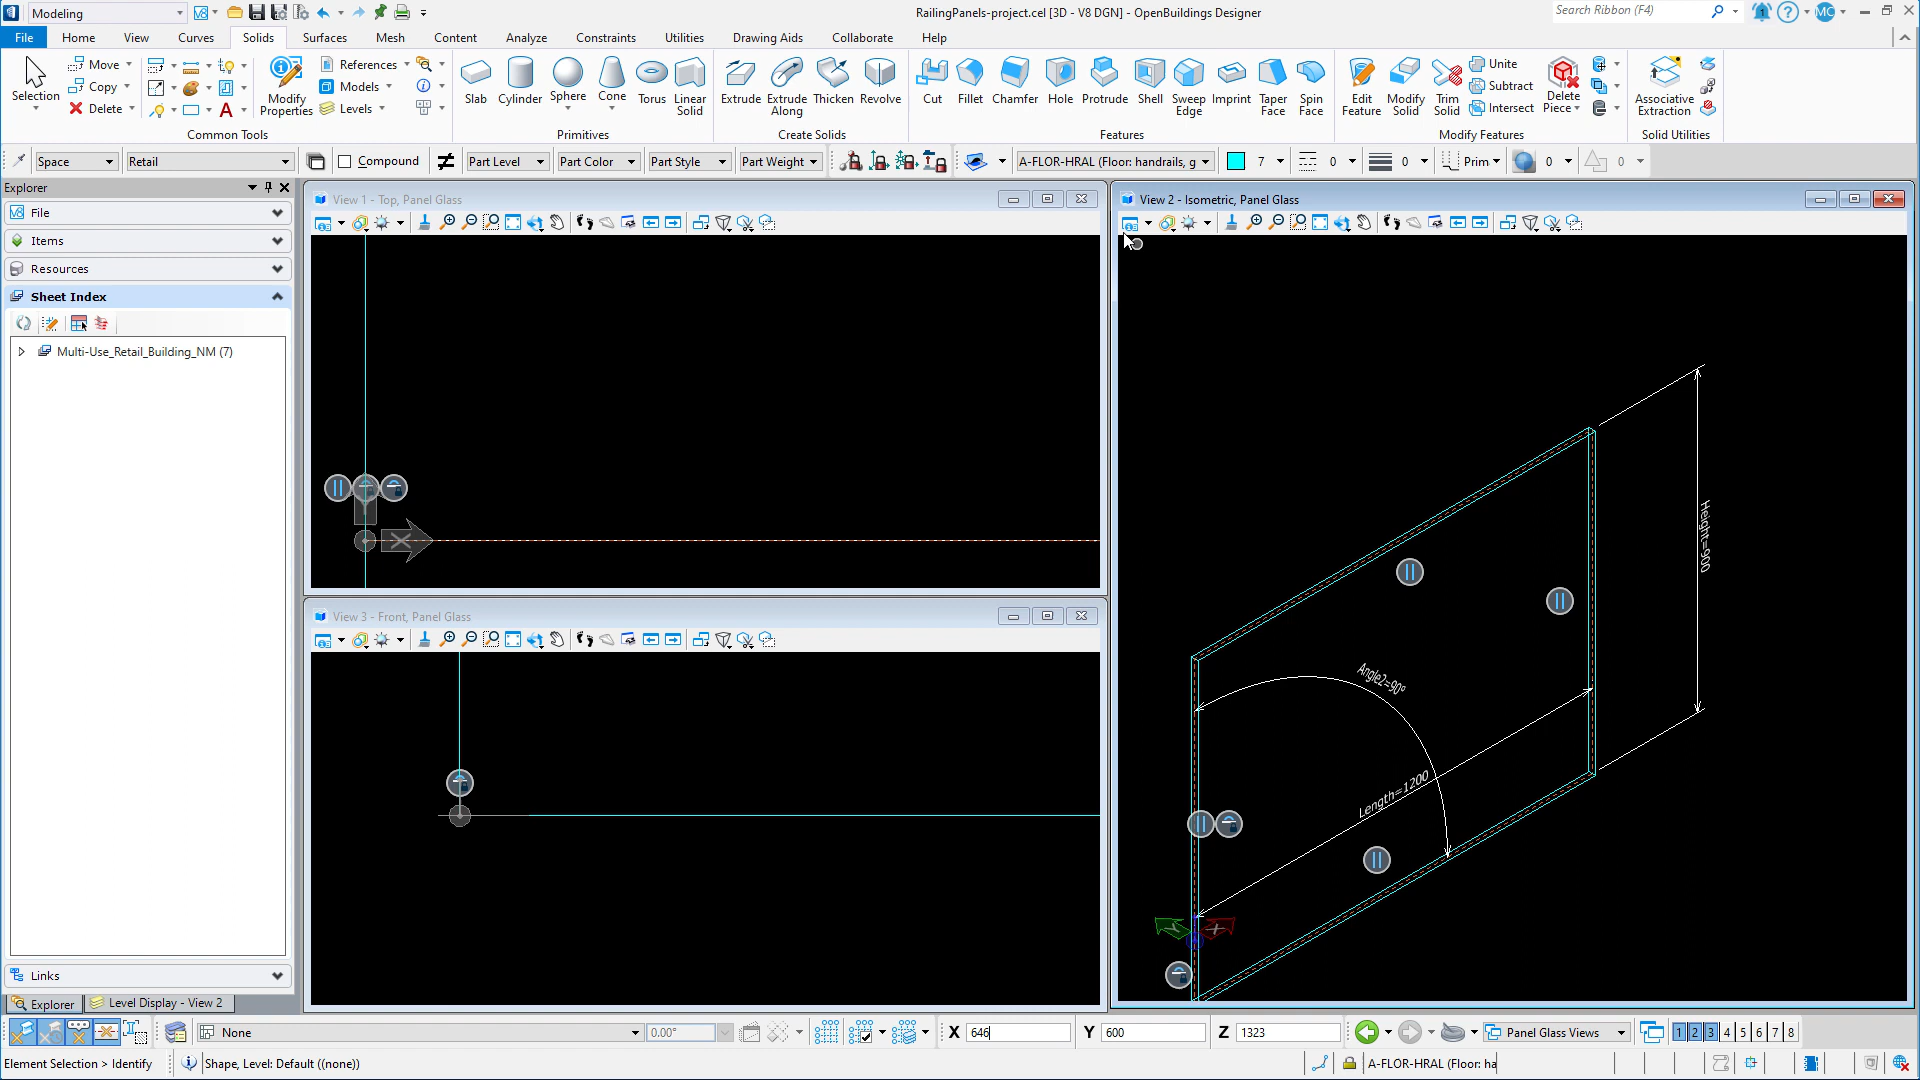 Modeling
RailingPanels-project.cel [3D - V8 DGN] - OpenBuildings Designer
Search Ribbon (F4)
MC
File Home View Curves Solids Surfaces Mesh Content Analyze Constraints Utilities Drawing Aids Collaborate Help
Selection
Move
Copy
Delete
Modify Properties
References
Models
Levels
Common Tools
Slab
Cylinder
Sphere
Cone
Torus
Linear Solid
Primitives
Extrude
Extrude Along
Thicken
Revolve
Create Solids
Cut
Fillet
Chamfer
Hole
Protrude
Shell
Sweep Edge
Imprint
Taper Face
Spin Face
Features
Edit Feature
Modify Solid
Trim Solid
Unite
Subtract
Intersect
Delete Piece
Modify Features
Associative Extraction
Solid Utilities
Space
Retail
Compound
Part Level
Part Color
Part Style
Part Weight
A-FLOR-HRAL (Floor: handrails, g
7
0
0
Prim
0
0
Explorer
File
Items
Resources
Sheet Index
Multi-Use_Retail_Building_NM (7)
Links
Explorer
Level Display - View 2
View 1 - Top, Panel Glass
X
View 3 - Front, Panel Glass
View 2 - Isometric, Panel Glass
Height=900
Angle2=90°
Length=1200
Y
X
None
0.00°
X 646
Y 600
Z 1323
Panel Glass Views
1 2 3 4 5 6 7 8
Element Selection > Identify
Shape, Level: Default ((none))
A-FLOR-HRAL (Floor: ha